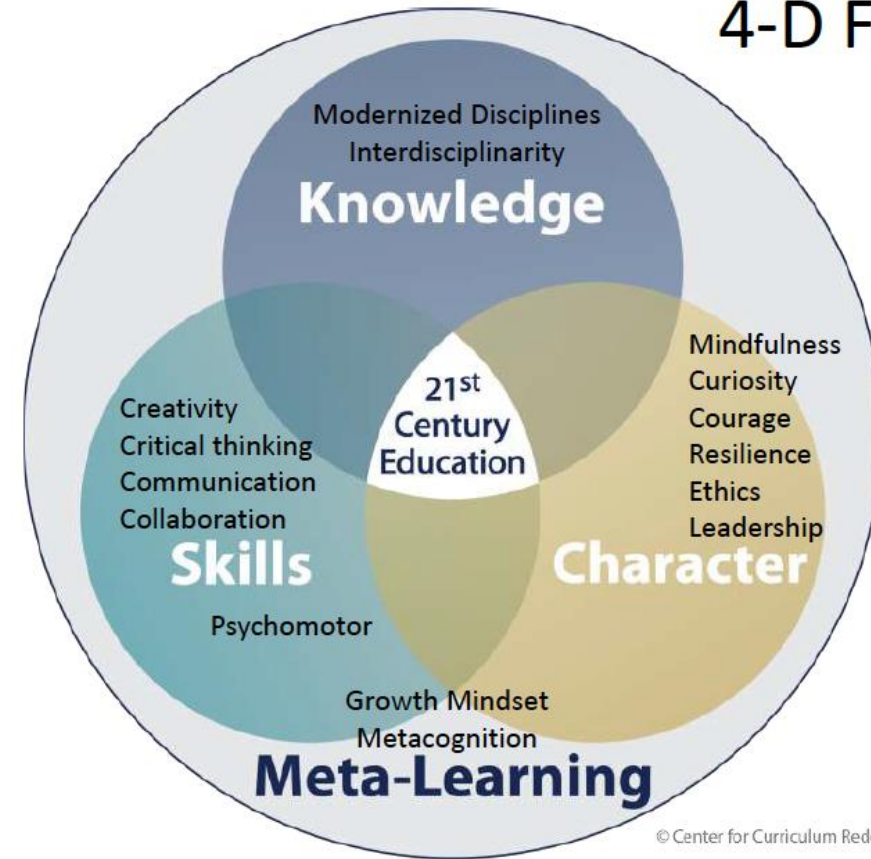 4-D F
Modernized Disciplines
Interdisciplinarity
Knowledge
Mindfulness
Curiosity
Courage
Resilience
Ethics
Leadership
Character
21st
Century
Education
Creativity
Critical thinking
Communication
Collaboration
Skills
Psychomotor
Growth Mindset
Metacognition
Meta-Learning
© Center for Curriculum Red